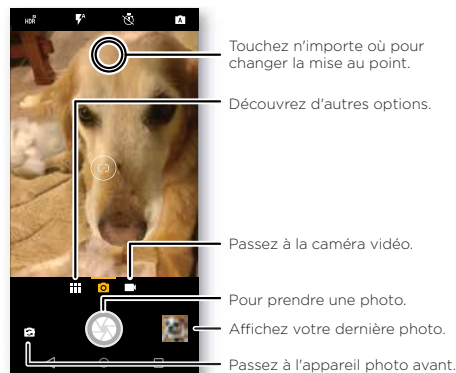 HDR A
A
A
Touchez n'importe où pour
changer la mise au point.
Découvrez d'autres options.
Passez à la caméra vidéo.
Pour prendre une photo.
Affichez votre dernière photo.
Passez à l'appareil photo avant.